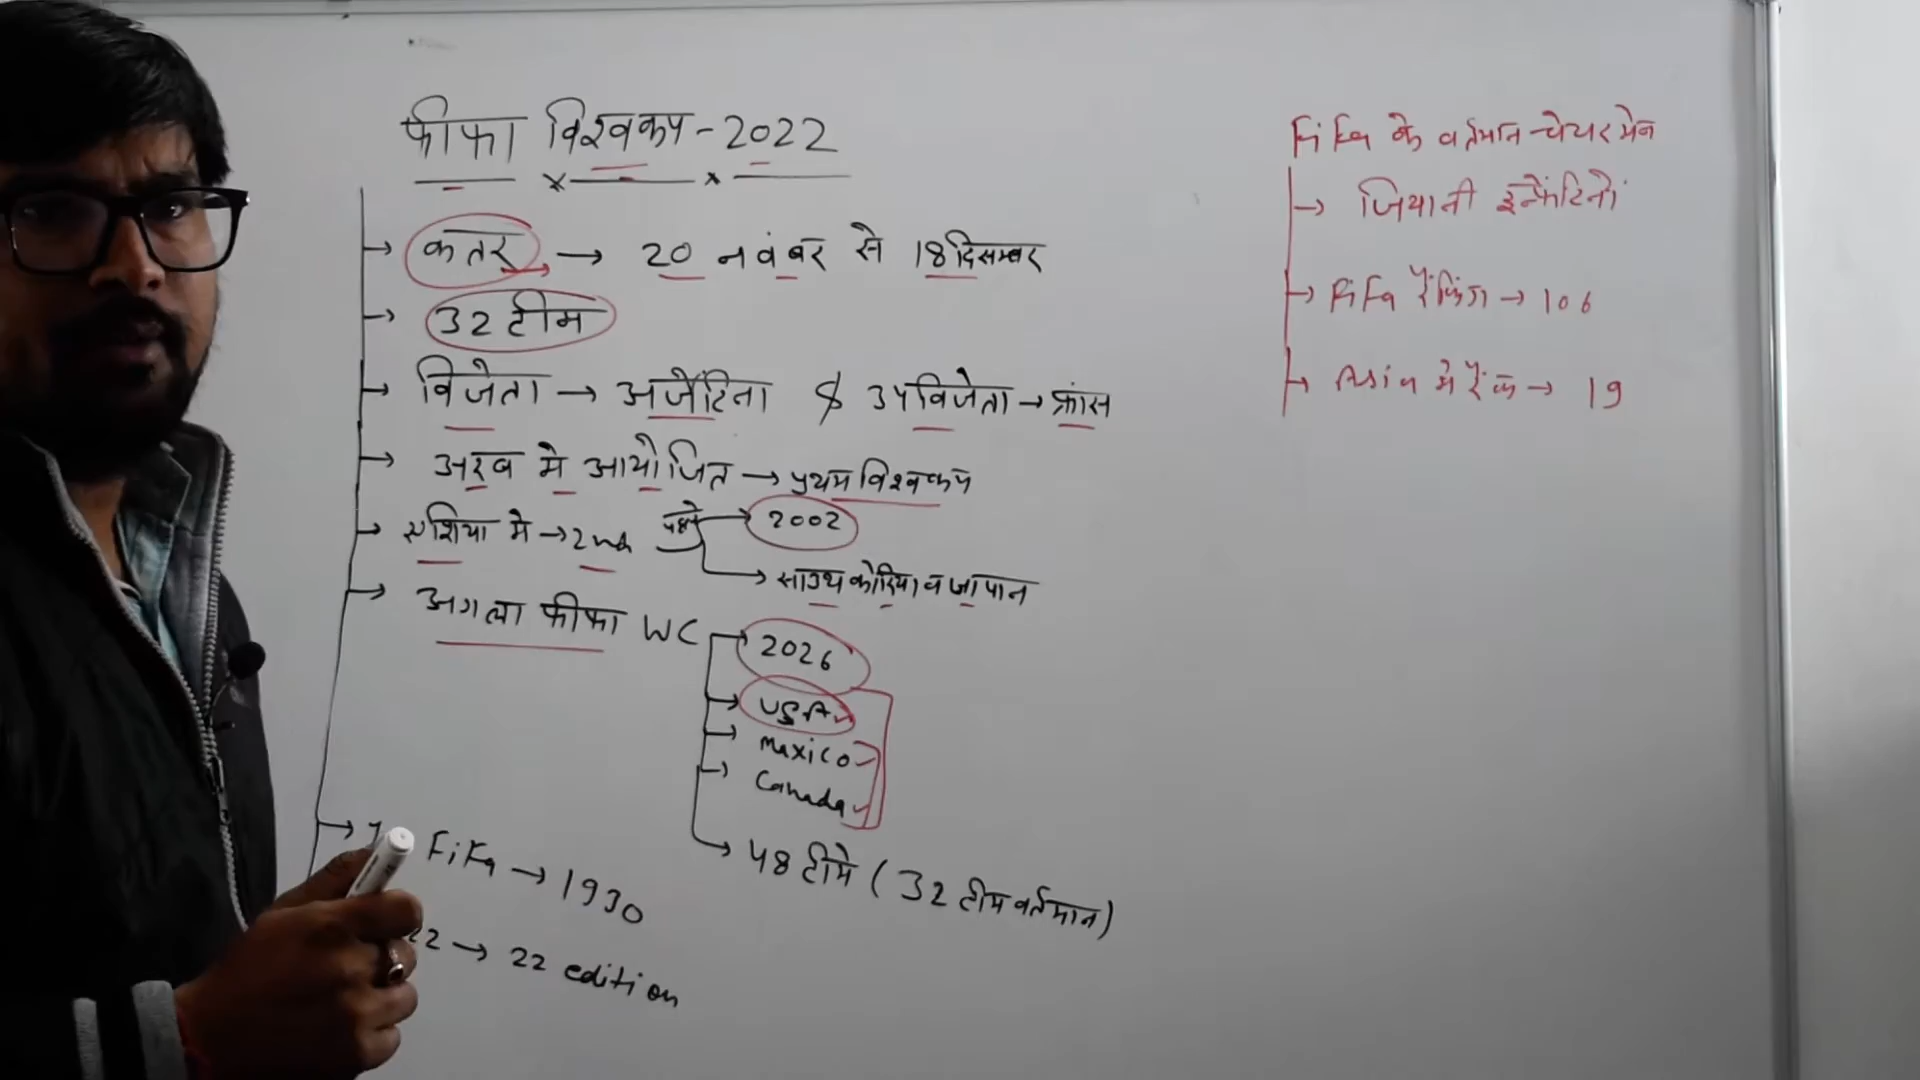 फीफा विश्वकप - 2022
→ कतर → 20 नवंबर से 18 दिसम्बर
→ 32 टीम
→ विजेता → अर्जेंटिना & उपविजेता → फ्रांस
→ अरब मे आयोजित → प्रथम विश्वकप
→ एशिया मे → 2nd पहले → 2002
→ साउथ कोरिया व जापान
→ अगला फीफा WC → 2026
→ USA
→ Maxico
→ Canada
→ 48 टीमे (32 टीम वर्तमान)
→ FiFa → 1930
22 → 22 edition
FiFa के वर्तमान चेयरमेन
→ जियानी इन्फेंटिनों
→ FiFa रैंकिंग → 106
→ Asia मे रैंक → 19